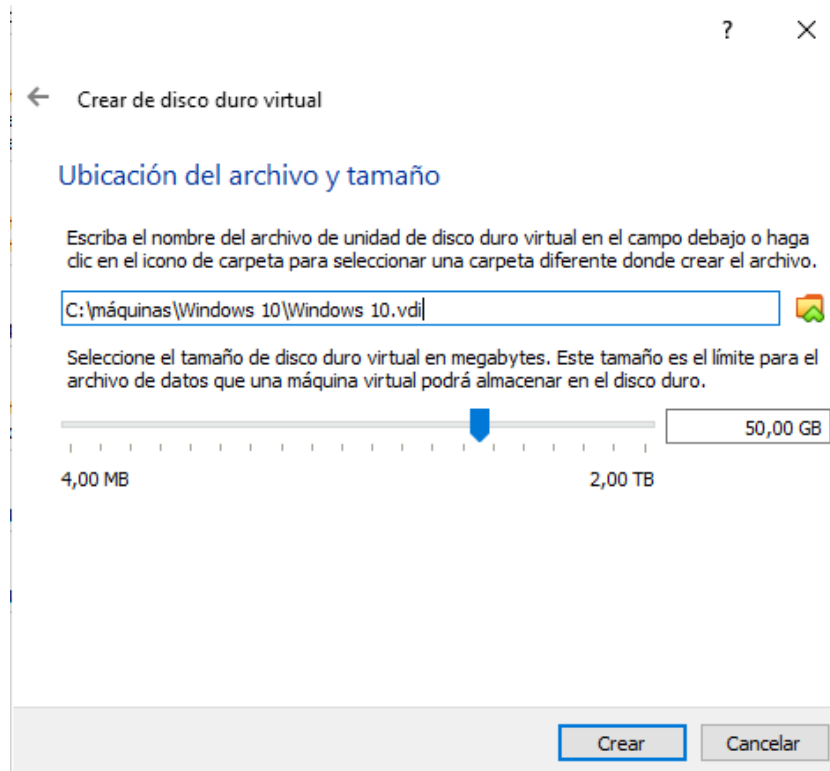 ?
Crear de disco duro virtual
Ubicación del archivo y tamaño
Escriba el nombre del archivo de unidad de disco duro virtual en el campo debajo o haga
clic en el icono de carpeta para seleccionar una carpeta diferente donde crear el archivo.
C:\máquinas\Windows 10\Windows 10.vdi
Seleccione el tamaño de disco duro virtual en megabytes. Este tamaño es el límite para el
archivo de datos que una máquina virtual podrá almacenar en el disco duro.
50,00 GB
4,00 MB 2,00 TB
Crear Cancelar